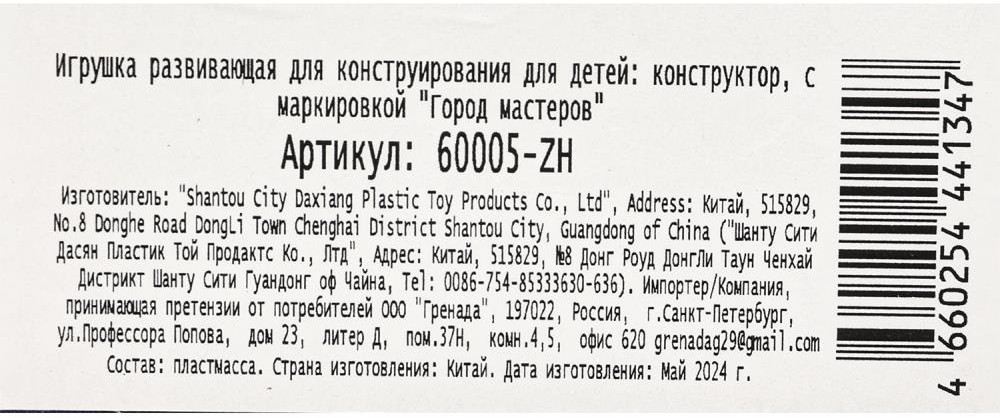 Игрушка развивающая для конструирования для детей: конструктор, с
маркировкой "Город мастеров"
Артикул: 60005-ZH
Изготовитель: "Shantou City Daxiang Plastic Toy Products Co., Ltd", Address: Китай, 515829,
No.8 Donghe Road DongLi Town Chenghai District Shantou City, Guangdong of China ("Шанту Сити
Дасян Пластик Той Продактс Ко., Лтд", Адрес: Китай, 515829, №8 Донг Роуд ДонгЛи Таун Ченхай
Дистрикт Шанту Сити Гуандонг оф Чайна, Tel: 0086-754-85333630-636). Импортер/Компания,
принимающая претензии от потребителей ООО "Гренада", 197022, Россия, г.Санкт-Петербург,
ул.Профессора Попова, дом 23, литер Д, пом.37Н, комн.4,5, офис 620 grenadag29@gmail.com
Состав: пластмасса. Страна изготовления: Китай. Дата изготовления: Май 2024 г.
4 660254 441347